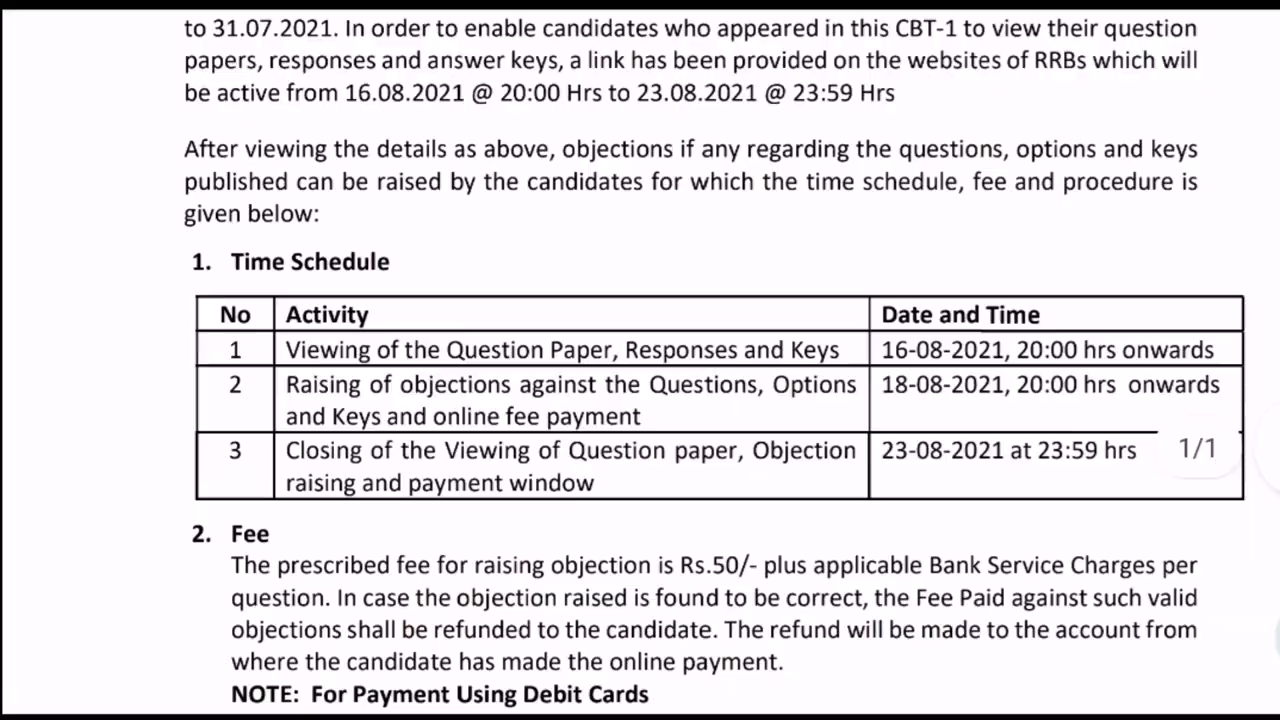 to 31.07.2021. In order to enable candidates who appeared in this CBT-1 to view their question
papers, responses and answer keys, a link has been provided on the websites of RRBs which will
be active from 16.08.2021 @ 20:00 Hrs to 23.08.2021 @ 23:59 Hrs
After viewing the details as above, objections if any regarding the questions, options and keys
published can be raised by the candidates for which the time schedule, fee and procedure is
given below:
1. Time Schedule
No Activity Date and Time
1 Viewing of the Question Paper, Responses and Keys 16-08-2021, 20:00 hrs onwards
2 Raising of objections against the Questions, Options 18-08-2021, 20:00 hrs onwards
and Keys and online fee payment
3 Closing of the Viewing of Question paper, Objection 23-08-2021 at 23:59 hrs 1/1
raising and payment window
2. Fee
The prescribed fee for raising objection is Rs.50/- plus applicable Bank Service Charges per
question. In case the objection raised is found to be correct, the Fee Paid against such valid
objections shall be refunded to the candidate. The refund will be made to the account from
where the candidate has made the online payment.
NOTE: For Payment Using Debit Cards